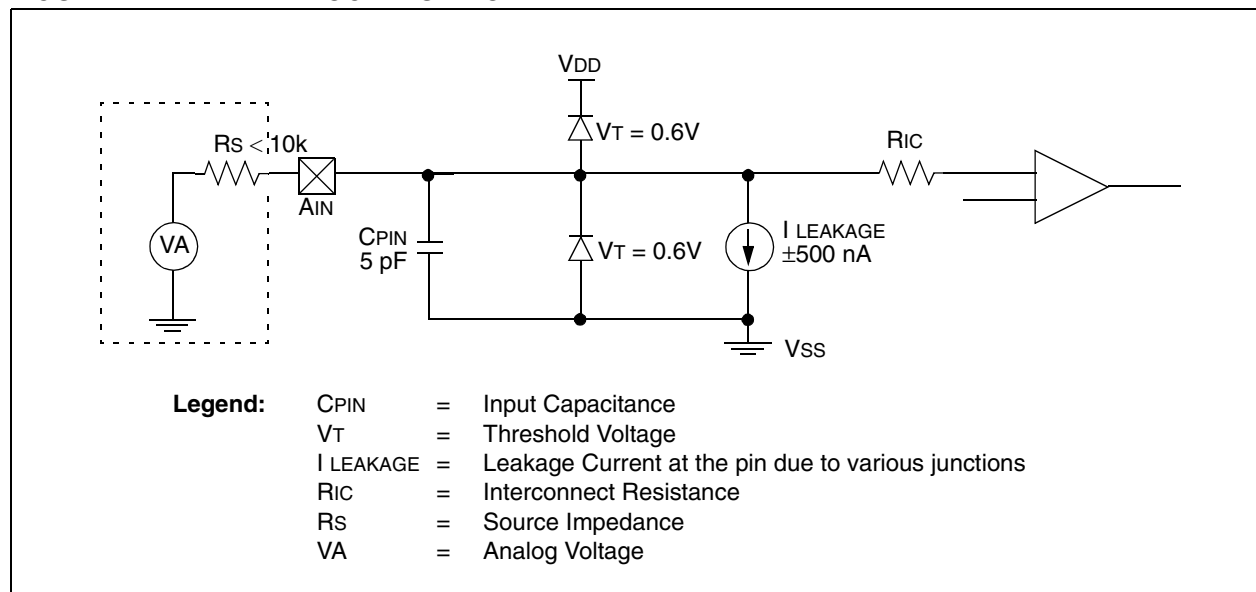 VDD
VT = 0.6V
RS < 10k
RIC
AIN
VA
CPIN
5 pF
VT = 0.6V
I LEAKAGE
±500 nA
VSS
Legend:
CPIN = Input Capacitance
VT = Threshold Voltage
I LEAKAGE = Leakage Current at the pin due to various junctions
RIC = Interconnect Resistance
RS = Source Impedance
VA = Analog Voltage